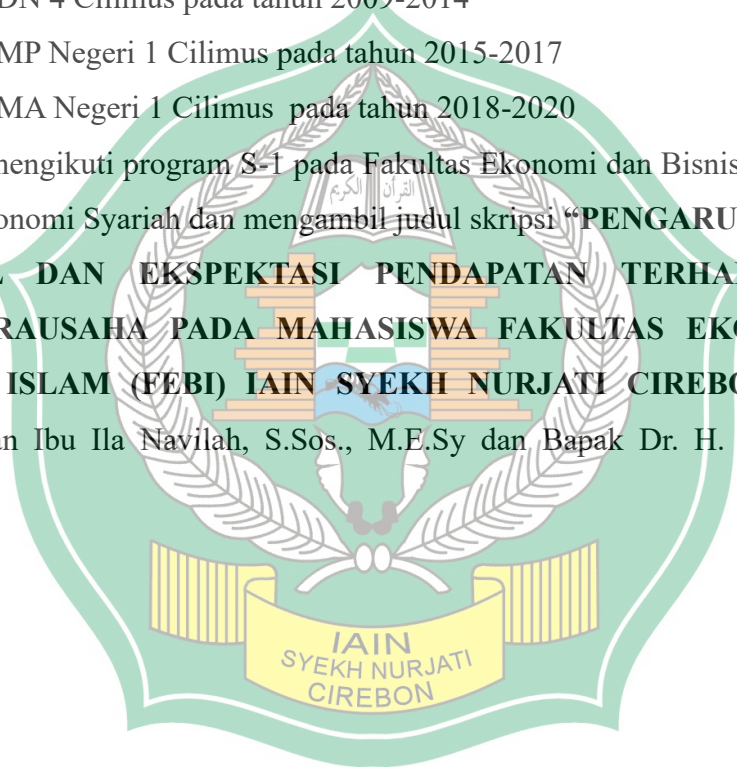 DN 4 Cilimus pada tahun 2009-2014
MP Negeri 1 Cilimus pada tahun 2015-2017
MA Negeri 1 Cilimus pada tahun 2018-2020
mengikuti program S-1 pada Fakultas Ekonomi dan Bisnis
onomi Syariah dan mengambil judul skripsi “PENGARU
DAN EKSPEKTASI PENDAPATAN TERHA
RAUSAHA PADA MAHASISWA FAKULTAS EKO
ISLAM (FEBI) IAIN SYEKH NURJATI CIREBO
an Ibu Ila Navilah, S.Sos., M.E.Sy dan Bapak Dr. H.
القرآن الكريم
IAIN
SYEKH NURJATI
CIREBON